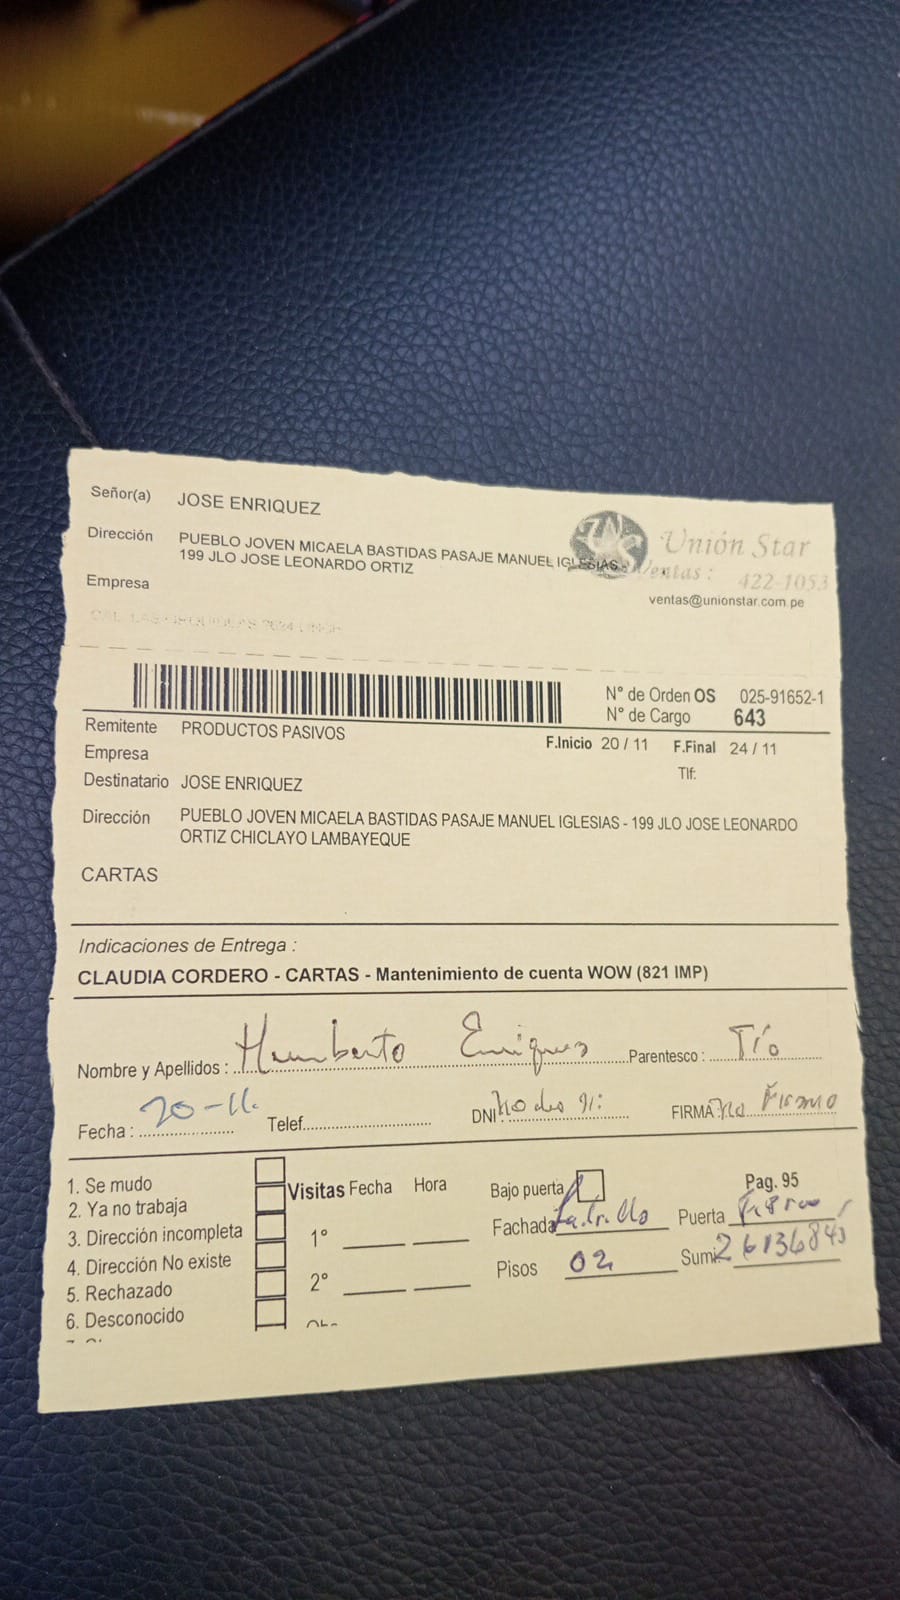 Señor(a) JOSE ENRIQUEZ
Dirección PUEBLO JOVEN MICAELA BASTIDAS PASAJE MANUEL IGLESIAS -
199 JLO JOSE LEONARDO ORTIZ
Empresa
Unión Star
Ventas : 422-1053
ventas@unionstar.com.pe
N° de Orden OS 025-91652-1
N° de Cargo 643
Remitente PRODUCTOS PASIVOS
F.Inicio 20 / 11 F.Final 24 / 11
Empresa
Tlf:
Destinatario JOSE ENRIQUEZ
Dirección PUEBLO JOVEN MICAELA BASTIDAS PASAJE MANUEL IGLESIAS - 199 JLO JOSE LEONARDO
ORTIZ CHICLAYO LAMBAYEQUE
CARTAS
Indicaciones de Entrega :
CLAUDIA CORDERO - CARTAS - Mantenimiento de cuenta WOW (821 IMP)
Nombre y Apellidos : Humberto Enriquez Parentesco : Tío
Fecha : 20-11. Telef. DNI: No dio FIRMA: No Firmo
1. Se mudo
2. Ya no trabaja
3. Dirección incompleta
4. Dirección No existe
5. Rechazado
6. Desconocido
Visitas Fecha Hora
1°
2°
Bajo puerta Pag. 95
Fachada Ladrillo Puerta Fierro
Pisos 02 Sumi: